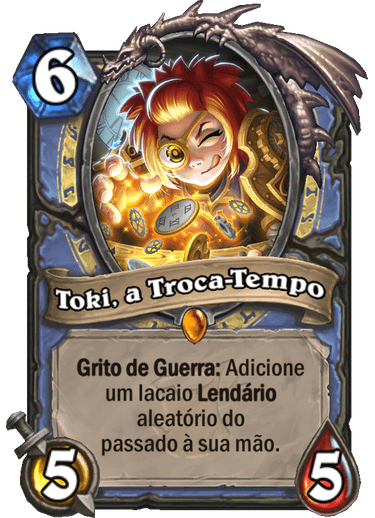 6
Toki, a Troca-Tempo
Grito de Guerra: Adicione
um lacaio Lendário
aleatório do
passado à sua mão.
5
5